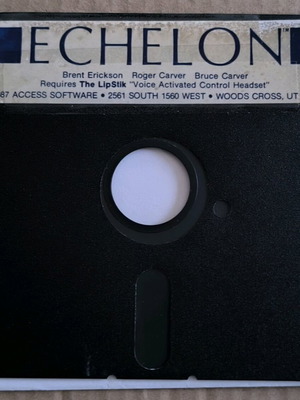 ECHELON™
Brent Erickson Roger Carver Bruce Carver
Requires The LipStik "Voice Activated Control Headset"
87 ACCESS SOFTWARE • 2561 SOUTH 1560 WEST • WOODS CROSS, UT